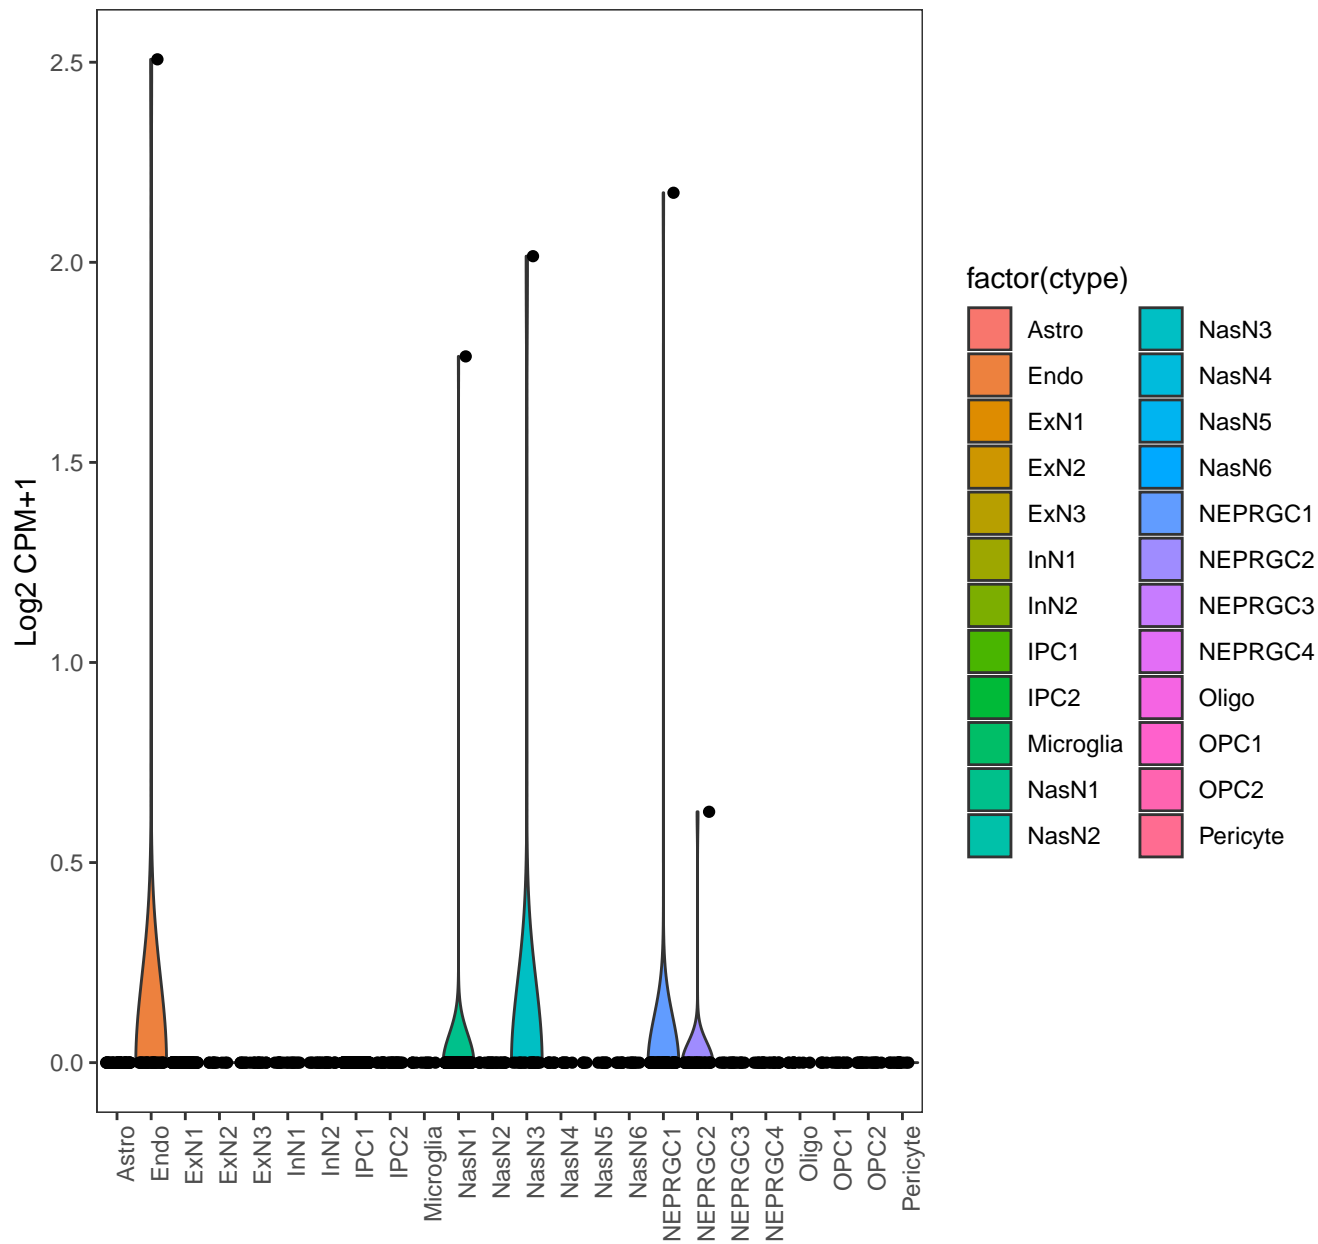 2.5
2.0
1.5
1.0
0.5
0.0
Log2 CPM+1
Astro
Endo
ExN1
ExN2
ExN3
InN1
InN2
IPC1
IPC2
Microglia
NasN1
NasN2
NasN3
NasN4
NasN5
NasN6
NEPRGC1
NEPRGC2
NEPRGC3
NEPRGC4
Oligo
OPC1
OPC2
Pericyte
factor(ctype)
Astro
Endo
ExN1
ExN2
ExN3
InN1
InN2
IPC1
IPC2
Microglia
NasN1
NasN2
NasN3
NasN4
NasN5
NasN6
NEPRGC1
NEPRGC2
NEPRGC3
NEPRGC4
Oligo
OPC1
OPC2
Pericyte